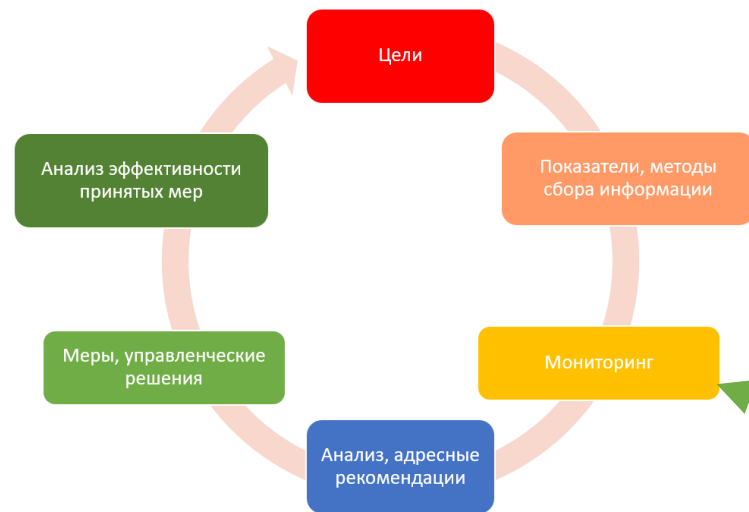 Цели
Показатели, методы
сбора информации
Мониторинг
Анализ, адресные
рекомендации
Меры, управленческие
решения
Анализ эффективности
принятых мер